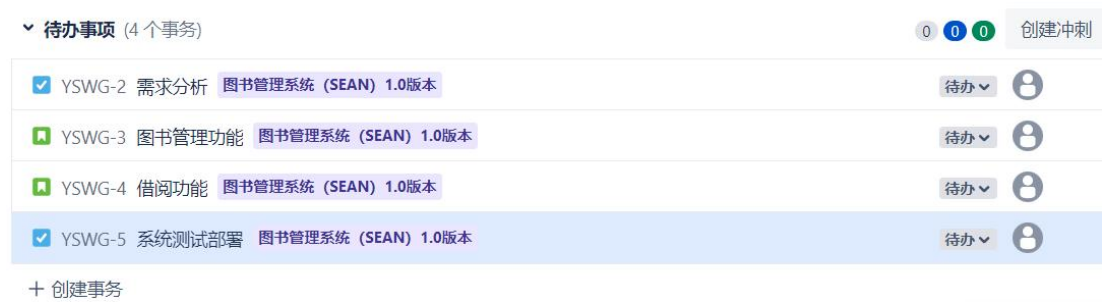 待办事项 (4 个事务) 0 0 0 创建冲刺
YSWG-2 需求分析 图书管理系统（SEAN）1.0版本 待办
YSWG-3 图书管理功能 图书管理系统（SEAN）1.0版本 待办
YSWG-4 借阅功能 图书管理系统（SEAN）1.0版本 待办
YSWG-5 系统测试部署 图书管理系统（SEAN）1.0版本 待办
+ 创建事务